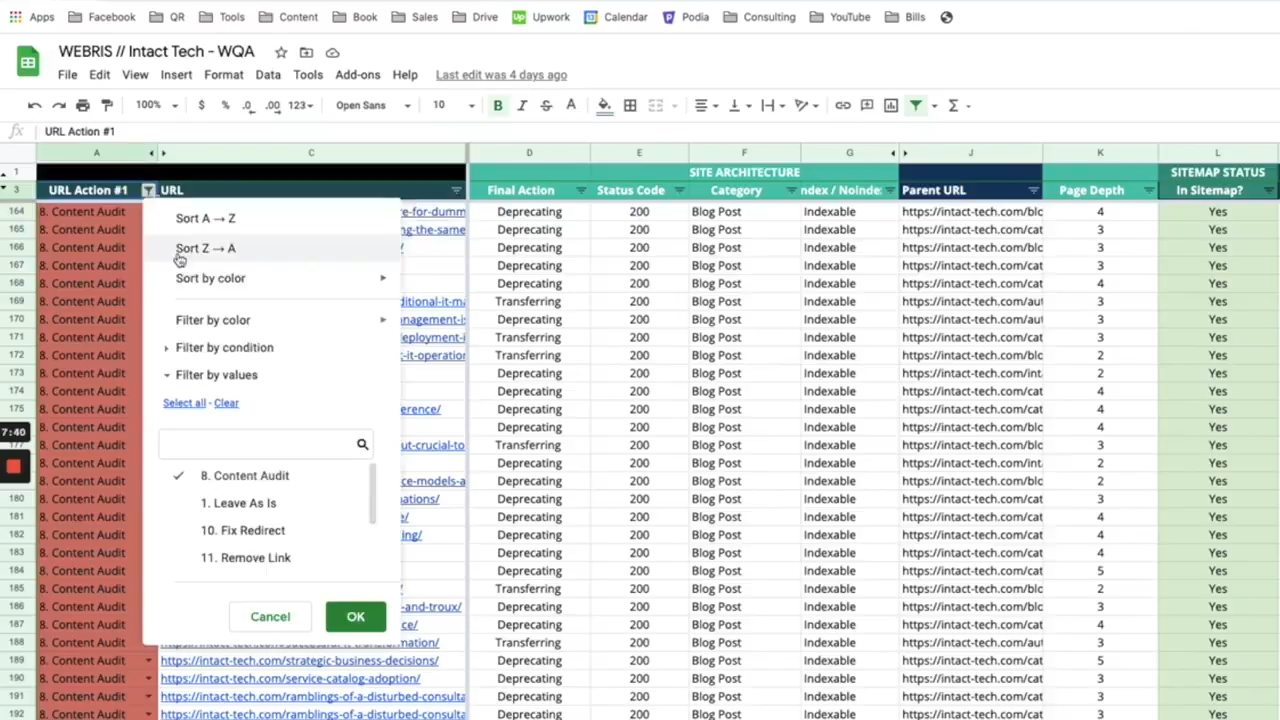 Apps Facebook QR Tools Content Book Sales Drive Up Upwork Calendar Podia Consulting YouTube Bills
WEBRIS // Intact Tech - WQA
File Edit View Insert Format Data Tools Add-ons Help Last edit was 4 days ago
100% $ % .0 .00 123 Open Sans 10 B I S A
fx URL Action #1
A C D E F G J K L
1 SITE ARCHITECTURE SITEMAP STATUS
3 URL Action #1 URL Final Action Status Code Category ndex / NoIndex Parent URL Page Depth In Sitemap?
164 8. Content Audit re-for-dumm Deprecating 200 Blog Post Indexable https://intact-tech.com/blo 4 Yes
165 8. Content Audit ng-the-same Deprecating 200 Blog Post Indexable https://intact-tech.com/cat 3 Yes
166 8. Content Audit / Deprecating 200 Blog Post Indexable https://intact-tech.com/blo 3 Yes
167 8. Content Audit Deprecating 200 Blog Post Indexable https://intact-tech.com/cat 3 Yes
168 8. Content Audit Deprecating 200 Blog Post Indexable https://intact-tech.com/cat 4 Yes
169 8. Content Audit ditional-it-ma Transferring 200 Blog Post Indexable https://intact-tech.com/aut 3 Yes
170 8. Content Audit nagement-is Deprecating 200 Blog Post Indexable https://intact-tech.com/aut 3 Yes
171 8. Content Audit eployment-i Transferring 200 Blog Post Indexable https://intact-tech.com/cat 3 Yes
172 8. Content Audit t-it-operation Transferring 200 Blog Post Indexable https://intact-tech.com/blo 2 Yes
173 8. Content Audit Transferring 200 Blog Post Indexable https://intact-tech.com/int 2 Yes
174 8. Content Audit Deprecating 200 Blog Post Indexable https://intact-tech.com/cat 4 Yes
175 8. Content Audit erence/ Deprecating 200 Blog Post Indexable https://intact-tech.com/cat 4 Yes
8. Content Audit Deprecating 200 Blog Post Indexable https://intact-tech.com/cat 4 Yes
177 8. Content Audit ut-crucial-to Transferring 200 Blog Post Indexable https://intact-tech.com/cat 3 Yes
8. Content Audit Deprecating 200 Blog Post Indexable https://intact-tech.com/int 2 Yes
8. Content Audit ce-models-a Deprecating 200 Blog Post Indexable https://intact-tech.com/blo 2 Yes
180 8. Content Audit nations/ Deprecating 200 Blog Post Indexable https://intact-tech.com/cat 3 Yes
181 8. Content Audit e/ Deprecating 200 Blog Post Indexable https://intact-tech.com/cat 4 Yes
182 8. Content Audit ing/ Deprecating 200 Blog Post Indexable https://intact-tech.com/cat 4 Yes
183 8. Content Audit Deprecating 200 Blog Post Indexable https://intact-tech.com/cat 4 Yes
184 8. Content Audit Deprecating 200 Blog Post Indexable https://intact-tech.com/cat 5 Yes
185 8. Content Audit / Transferring 200 Blog Post Indexable https://intact-tech.com/blo 2 Yes
186 8. Content Audit -and-troux/ Deprecating 200 Blog Post Indexable https://intact-tech.com/blo 3 Yes
187 8. Content Audit ce/ Deprecating 200 Blog Post Indexable https://intact-tech.com/cat 4 Yes
188 8. Content Audit https://intact-tech.com/successful-it-transformation/ Transferring 200 Blog Post Indexable https://intact-tech.com/aut 3 Yes
189 8. Content Audit https://intact-tech.com/strategic-business-decisions/ Deprecating 200 Blog Post Indexable https://intact-tech.com/cat 5 Yes
190 8. Content Audit https://intact-tech.com/service-catalog-adoption/ Deprecating 200 Blog Post Indexable https://intact-tech.com/cat 3 Yes
191 8. Content Audit https://intact-tech.com/ramblings-of-a-disturbed-consulta Deprecating 200 Blog Post Indexable https://intact-tech.com/cat 4 Yes
192 8. Content Audit https://intact-tech.com/ramblings-of-a-disturbed-consulta Deprecating 200 Blog Post Indexable https://intact-tech.com/cat 4 Yes
Sort A → Z
Sort Z → A
Sort by color
Filter by color
Filter by condition
Filter by values
Select all - Clear
8. Content Audit
1. Leave As Is
10. Fix Redirect
11. Remove Link
Cancel OK
7:40